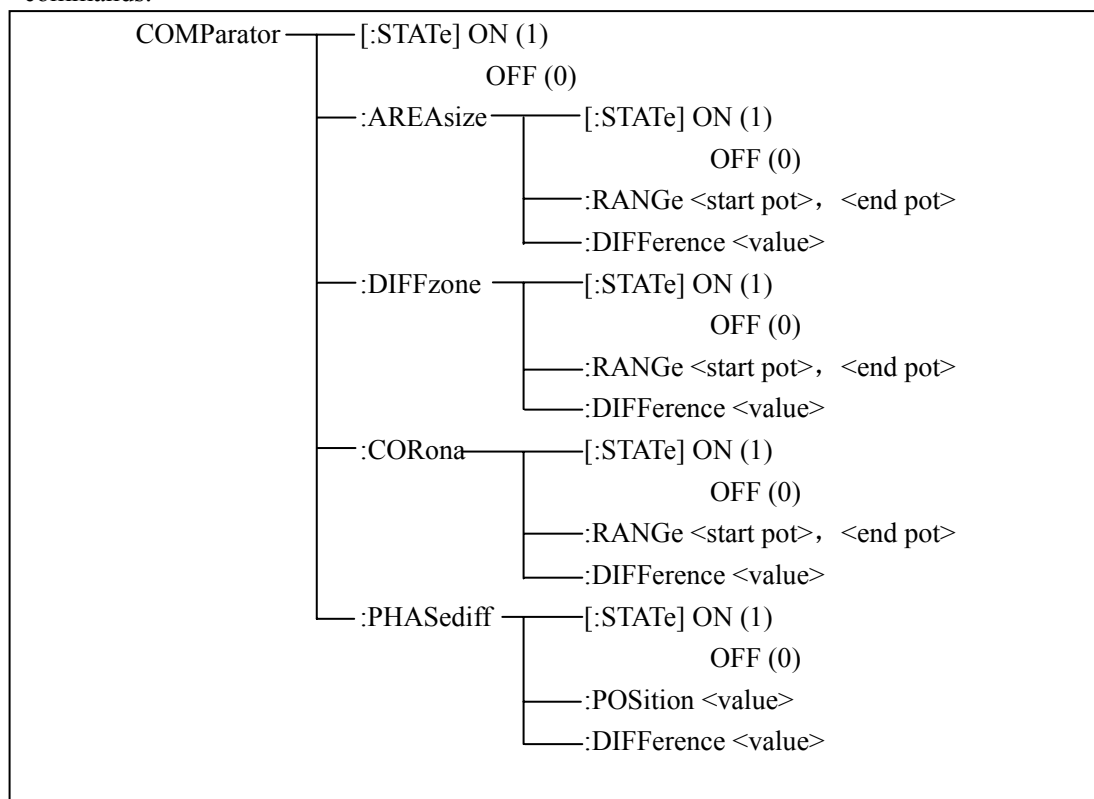 commands.
COMParator [:STATe] ON (1)
OFF (0)
:AREAsize [:STATe] ON (1)
OFF (0)
:RANGe <start pot>，<end pot>
:DIFFerence <value>
:DIFFzone [:STATe] ON (1)
OFF (0)
:RANGe <start pot>，<end pot>
:DIFFerence <value>
:CORona [:STATe] ON (1)
OFF (0)
:RANGe <start pot>，<end pot>
:DIFFerence <value>
:PHASediff [:STATe] ON (1)
OFF (0)
:POSition <value>
:DIFFerence <value>